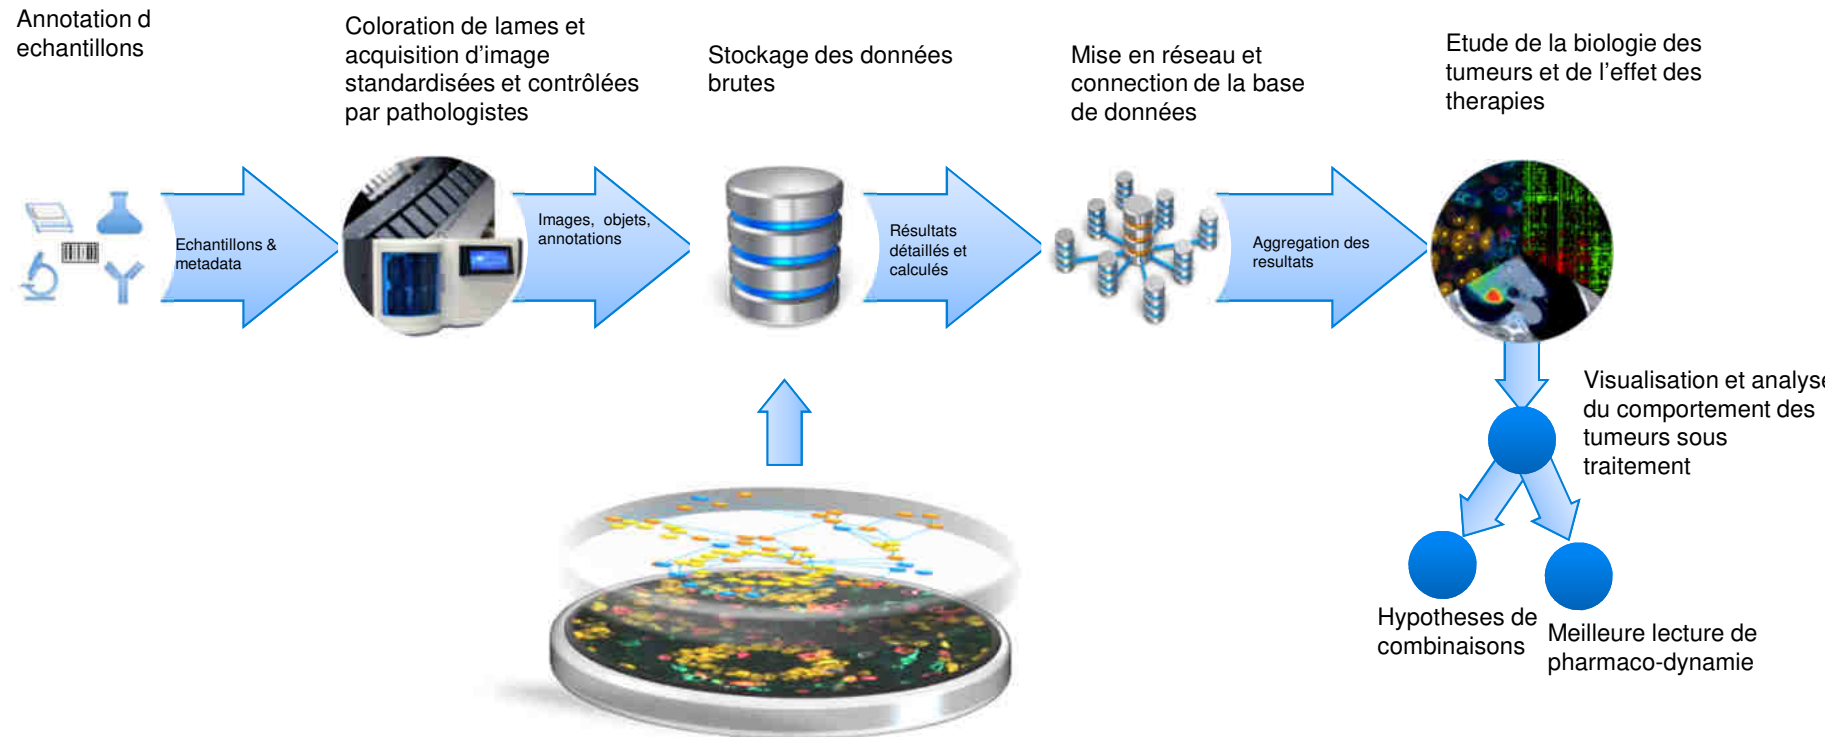 Annotation d
echantillons
Coloration de lames et
acquisition d'image
standardisées et contrôlées
par pathologistes
Stockage des données
brutes
Mise en réseau et
connection de la base
de données
Etude de la biologie des
tumeurs et de l'effet des
therapies
Echantillons &
metadata
Images, objets,
annotations
Résultats
détaillés et
calculés
Aggregation des
resultats
Visualisation et analyse
du comportement des
tumeurs sous
traitement
Hypotheses de
combinaisons
Meilleure lecture de
pharmaco-dynamie